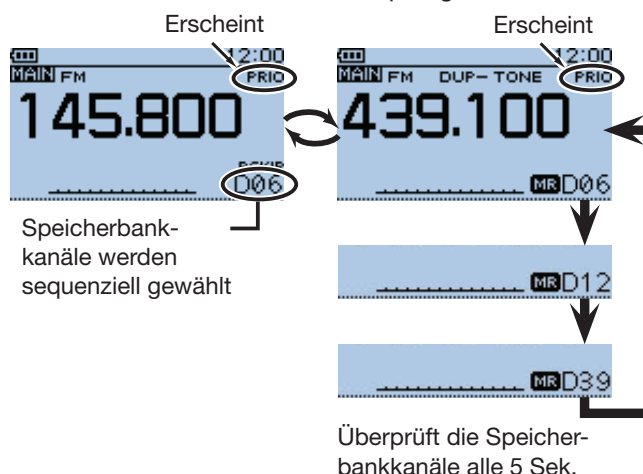 Erscheint
12:00
MAIN FM PRIO
145.800
D06
Speicherbank-
kanäle werden
sequenziell gewählt
Erscheint
12:00
MAIN FM DUP– TONE PRIO
439.100
MR D06
MR D12
MR D39
Überprüft die Speicher-
bankkanäle alle 5 Sek.